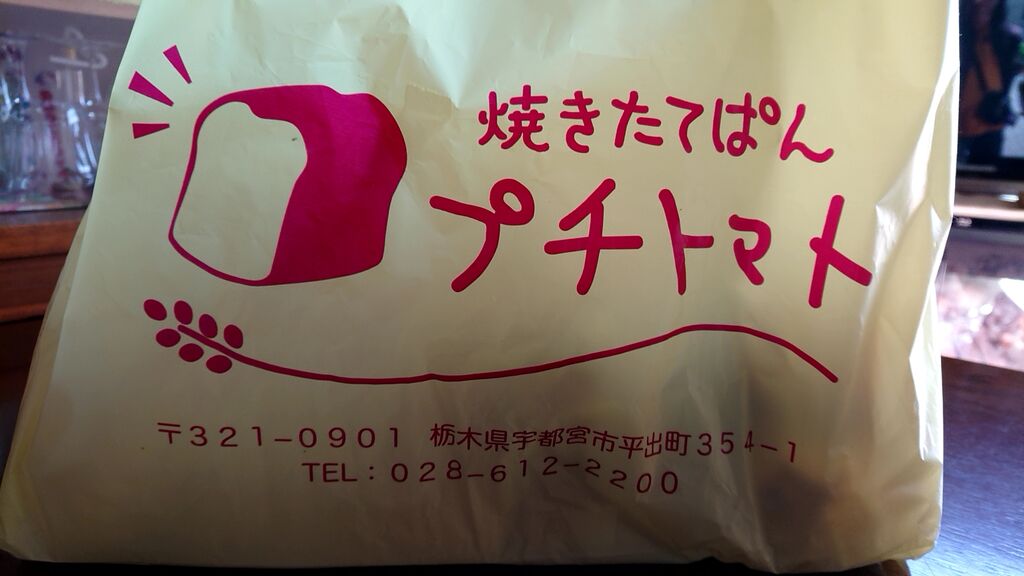 焼きたてぱん
プチトマト
〒321-0901 栃木県宇都宮市平出町354-1
TEL:028-612-2200